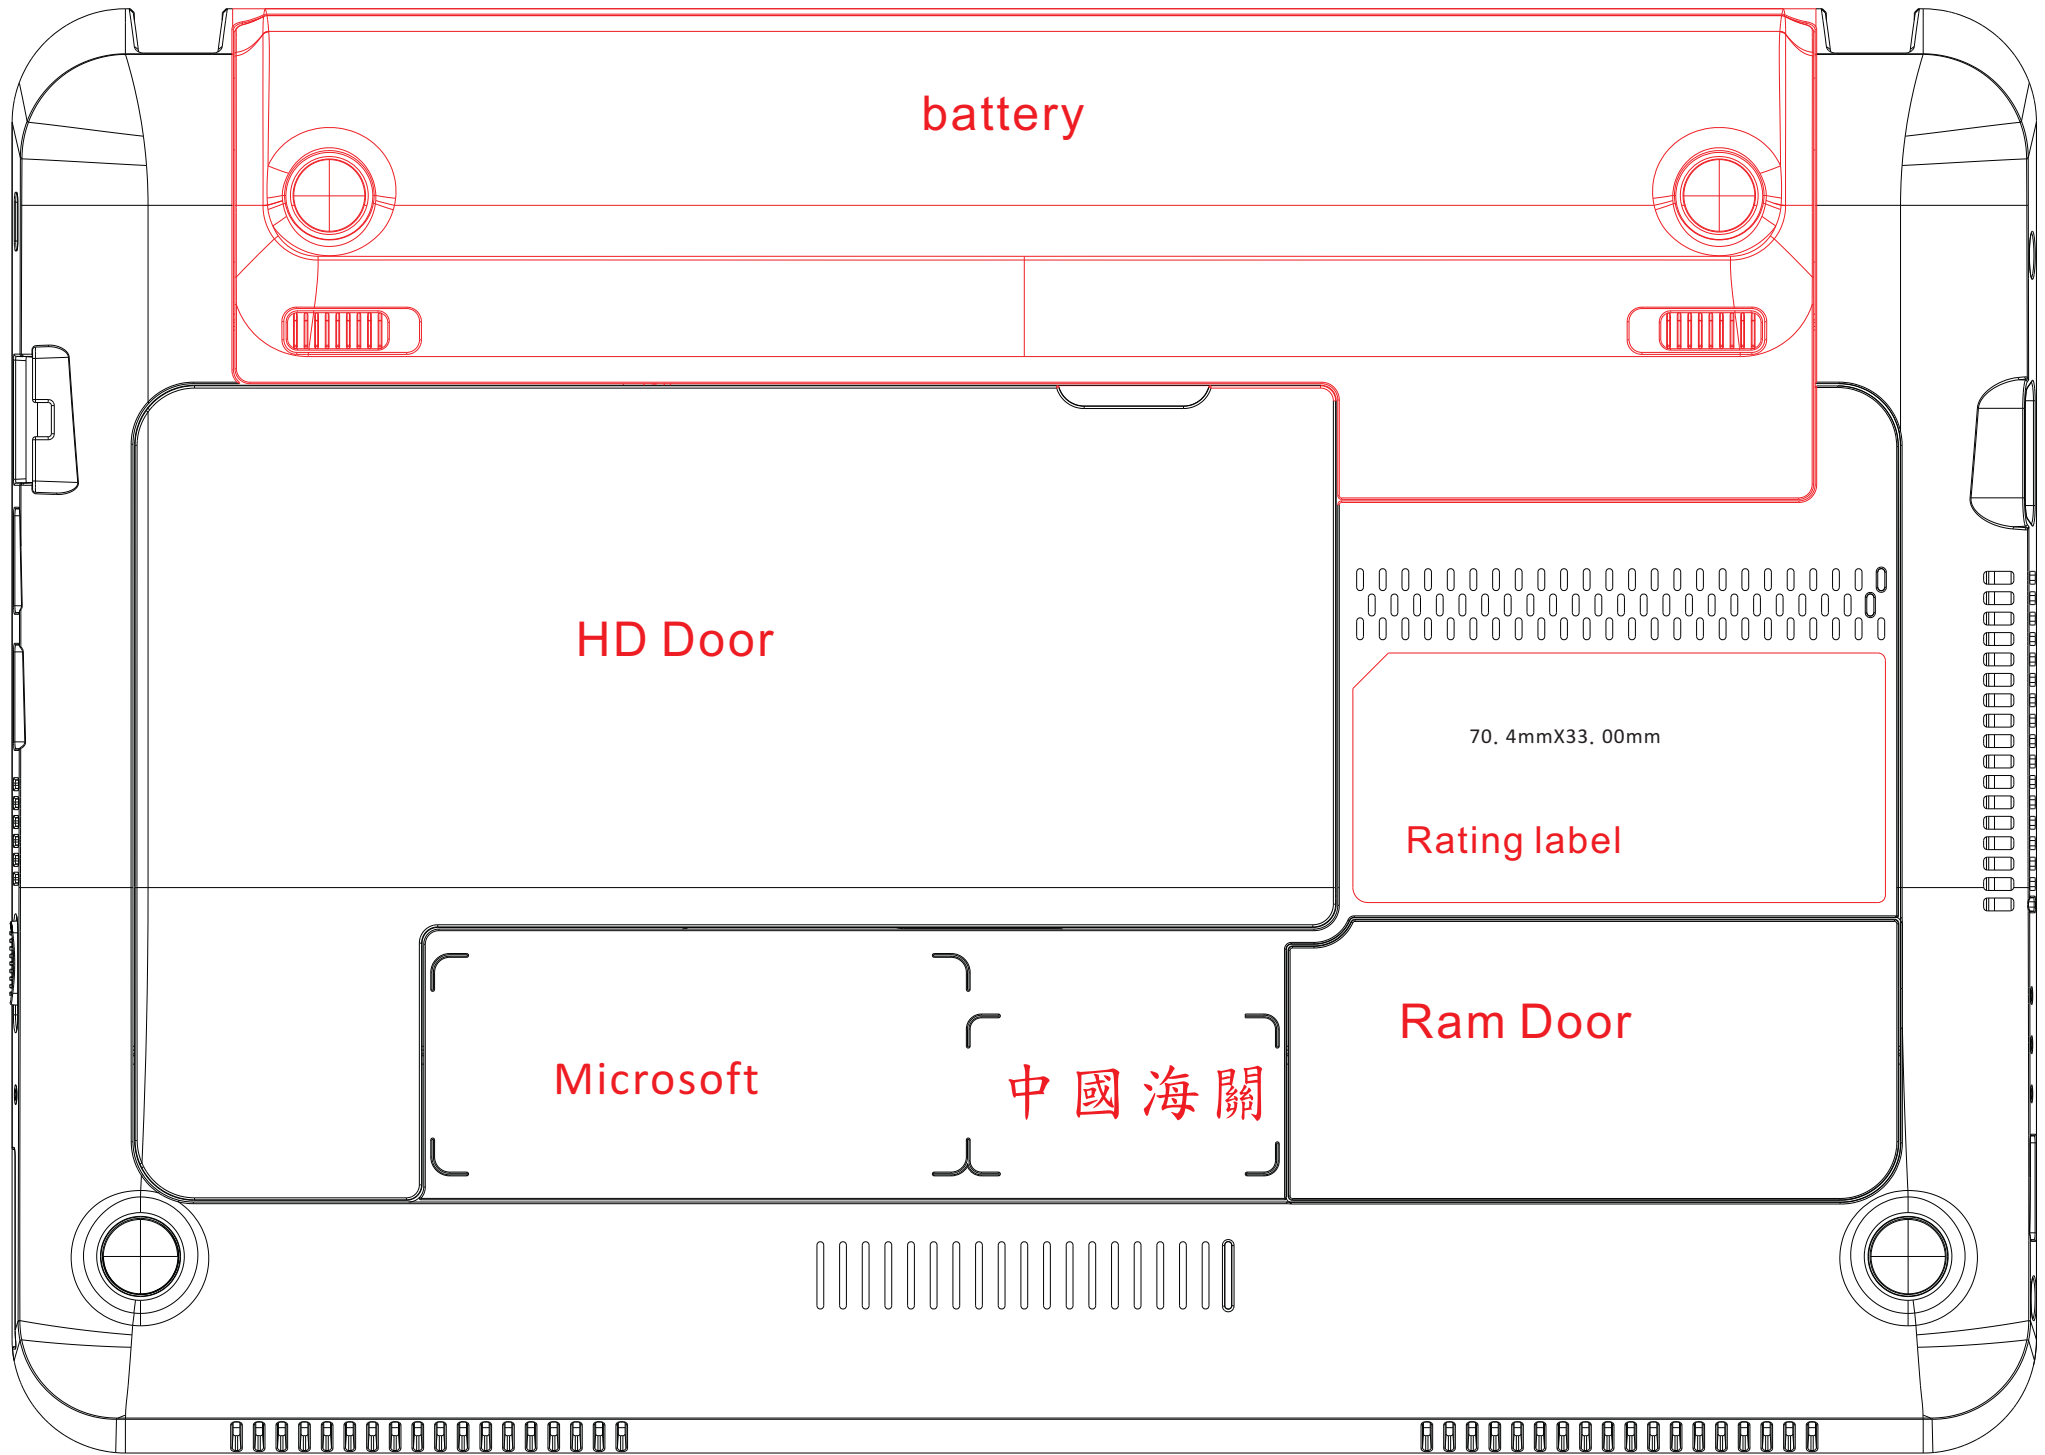 battery
HD Door
70. 4mmX33. 00mm
Rating label
Ram Door
Microsoft
中國海關